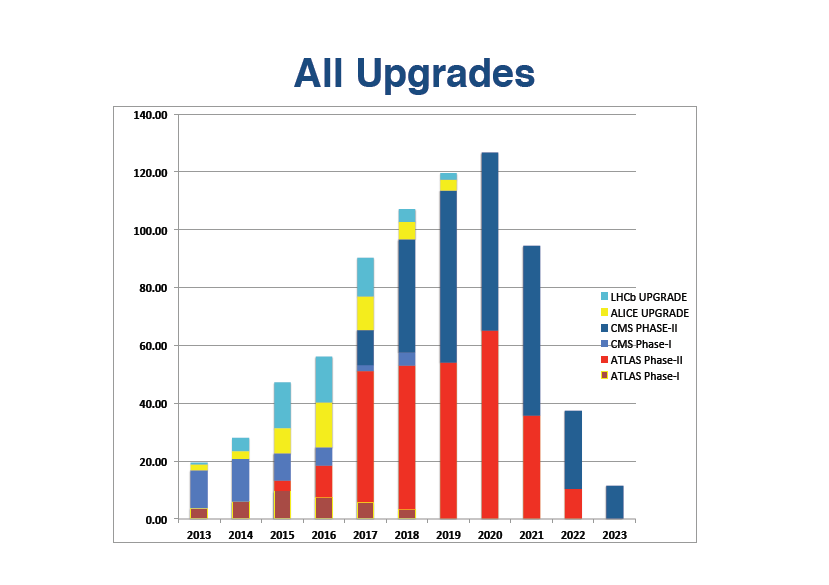 All Upgrades
140.00
120.00
100.00
80.00
60.00
40.00
20.00
0.00
2013 2014 2015 2016 2017 2018 2019 2020 2021 2022 2023
LHCb UPGRADE
ALICE UPGRADE
CMS PHASE-II
CMS Phase-I
ATLAS Phase-II
ATLAS Phase-I